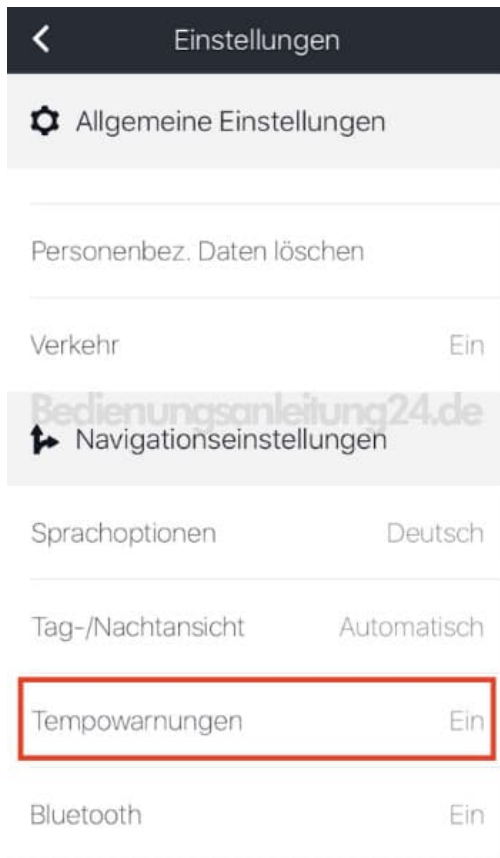 Einstellungen
Allgemeine Einstellungen
Personenbez. Daten löschen
Verkehr Ein
Bedienungsanleitung24.de
Navigationseinstellungen
Sprachoptionen Deutsch
Tag-/Nachtansicht Automatisch
Tempowarnungen Ein
Bluetooth Ein